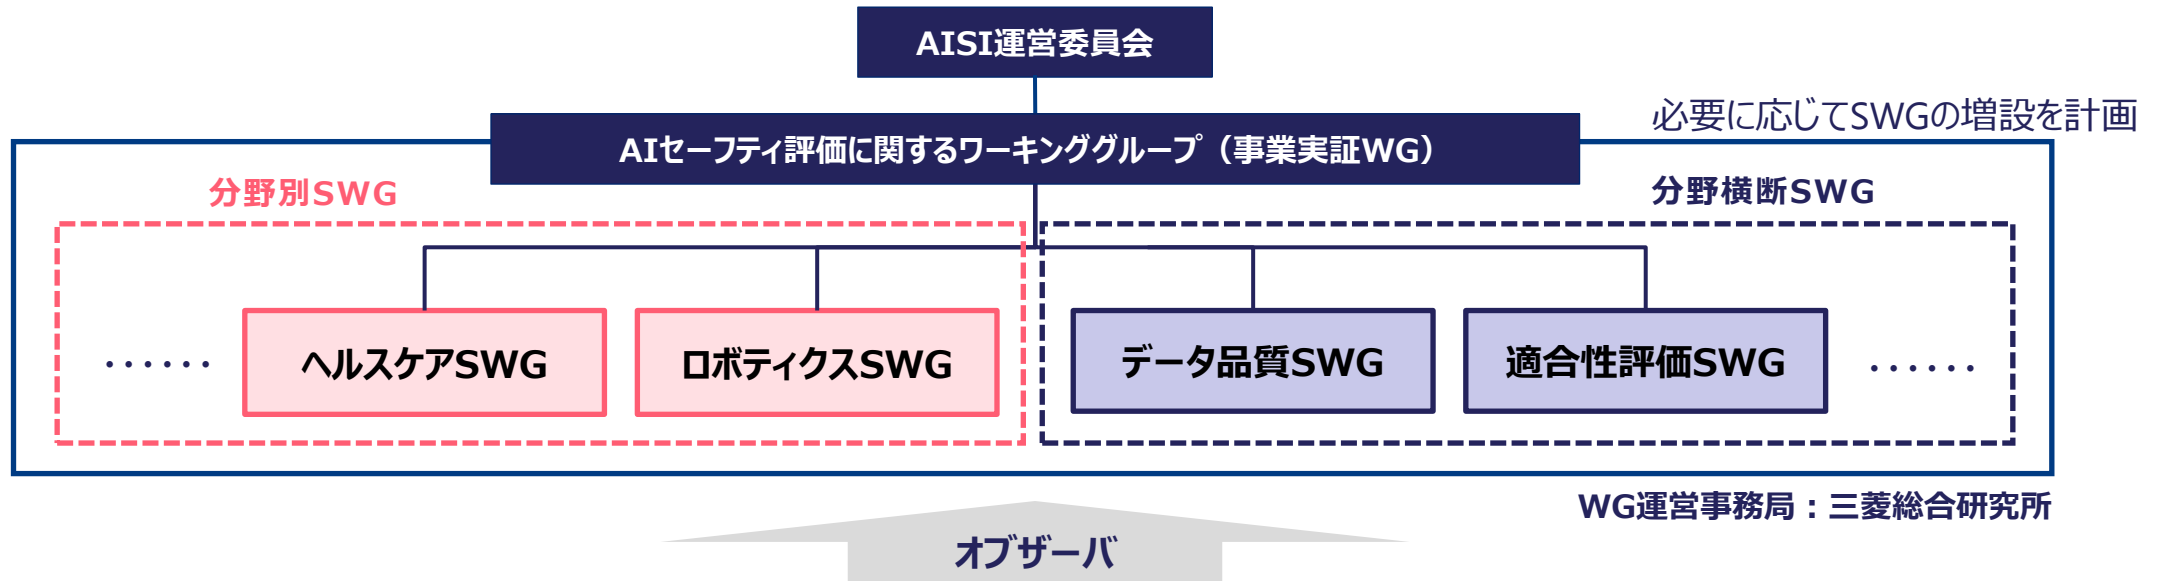 AISI運営委員会
必要に応じてSWGの増設を計画
AIセーフティ評価に関するワーキンググループ（事業実証WG）
分野別SWG
分野横断SWG
······
ヘルスケアSWG
ロボティクスSWG
データ品質SWG
適合性評価SWG
······
WG運営事務局：三菱総合研究所
オブザーバ